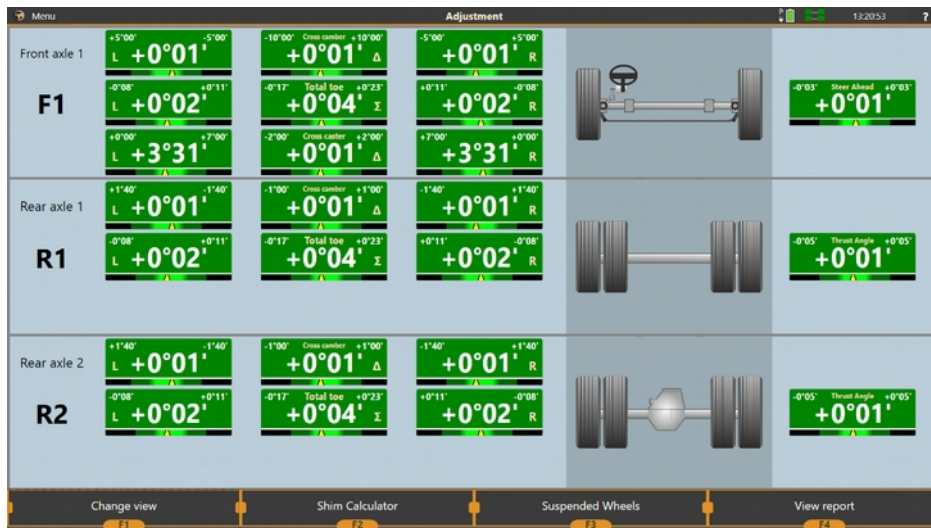 Menu Adjustment 13:20:53 ?
Front axle 1
F1
+5°00' -5°00'
L +0°01'
-10°00' Cross camber +10°00'
+0°01' Δ
-5°00' +5°00'
+0°01' R
-0°08' +0°11'
L +0°02'
-0°17' Total toe +0°23'
+0°04' Σ
+0°11' -0°08'
+0°02' R
-0°03' Steer Ahead +0°03'
+0°01'
+0°00' +7°00'
L +3°31'
-2°00' Cross caster +2°00'
+0°01' Δ
+7°00' +0°00'
+3°31' R
Rear axle 1
R1
+1°40' -1°40'
L +0°01'
-1°00' Cross camber +1°00'
+0°01' Δ
-1°40' +1°40'
+0°01' R
-0°08' +0°11'
L +0°02'
-0°17' Total toe +0°23'
+0°04' Σ
+0°11' -0°08'
+0°02' R
-0°05' Thrust Angle +0°05'
+0°01'
Rear axle 2
R2
+1°40' -1°40'
L +0°01'
-1°00' Cross camber +1°00'
+0°01' Δ
-1°40' +1°40'
+0°01' R
-0°08' +0°11'
L +0°02'
-0°17' Total toe +0°23'
+0°04' Σ
+0°11' -0°08'
+0°02' R
-0°05' Thrust Angle +0°05'
+0°01'
Change view Shim Calculator Suspended Wheels View report
F1 F2 F3 F4